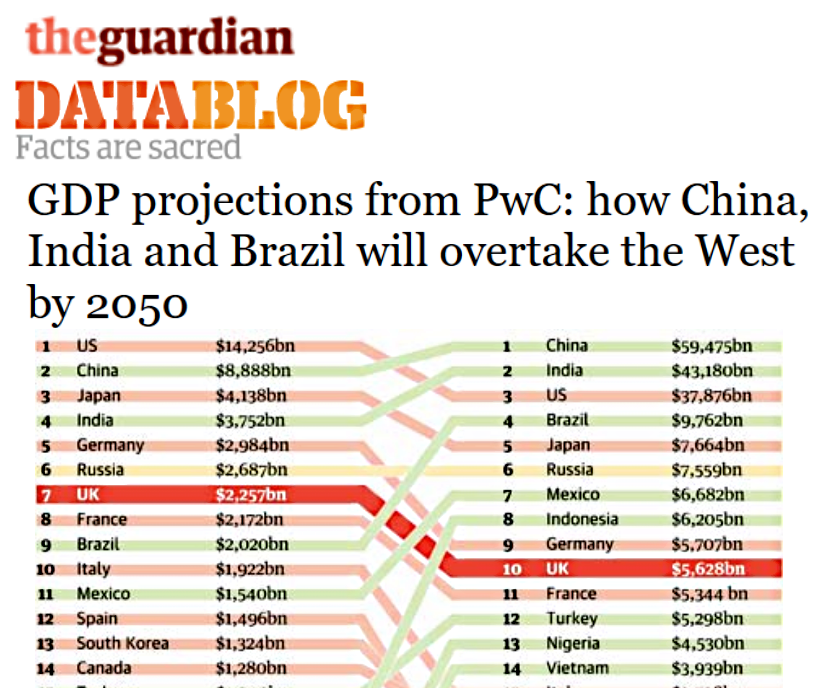 theguardian
DATABLOG
Facts are sacred
GDP projections from PwC: how China,
India and Brazil will overtake the West
by 2050
1 US $14,256bn 1 China $59,475bn
2 China $8,888bn 2 India $43,180bn
3 Japan $4,138bn 3 US $37,876bn
4 India $3,752bn 4 Brazil $9,762bn
5 Germany $2,984bn 5 Japan $7,664bn
6 Russia $2,687bn 6 Russia $7,559bn
7 UK $2,257bn 7 Mexico $6,682bn
8 France $2,172bn 8 Indonesia $6,205bn
9 Brazil $2,020bn 9 Germany $5,707bn
10 Italy $1,922bn 10 UK $5,628bn
11 Mexico $1,540bn 11 France $5,344 bn
12 Spain $1,496bn 12 Turkey $5,298bn
13 South Korea $1,324bn 13 Nigeria $4,530bn
14 Canada $1,280bn 14 Vietnam $3,939bn